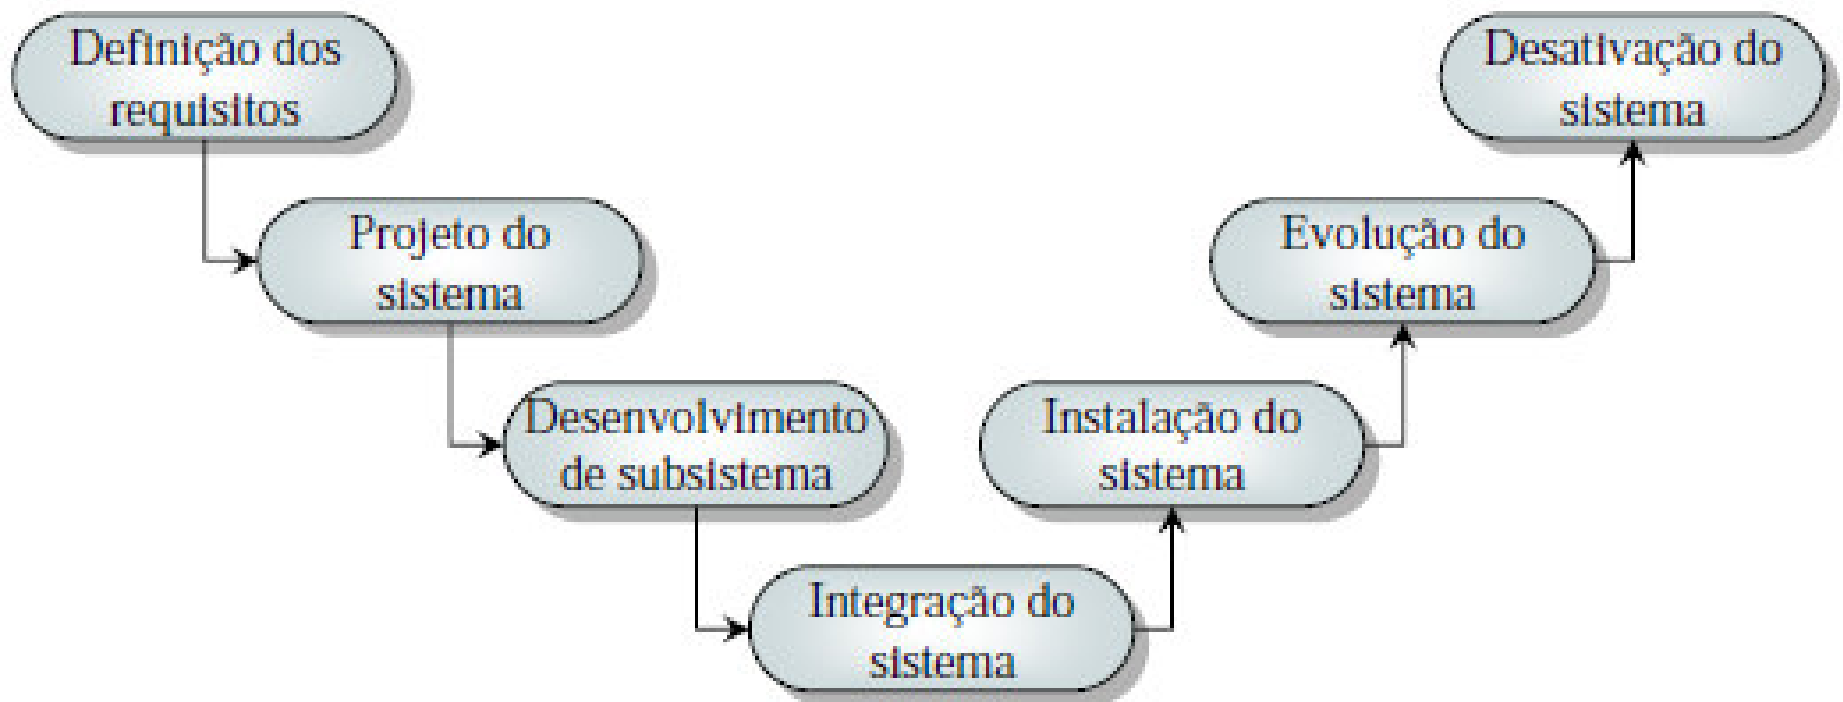 Definição dos
requisitos
Projeto do
sistema
Desenvolvimento
de subsistema
Integração do
sistema
Instalação do
sistema
Evolução do
sistema
Desativação do
sistema